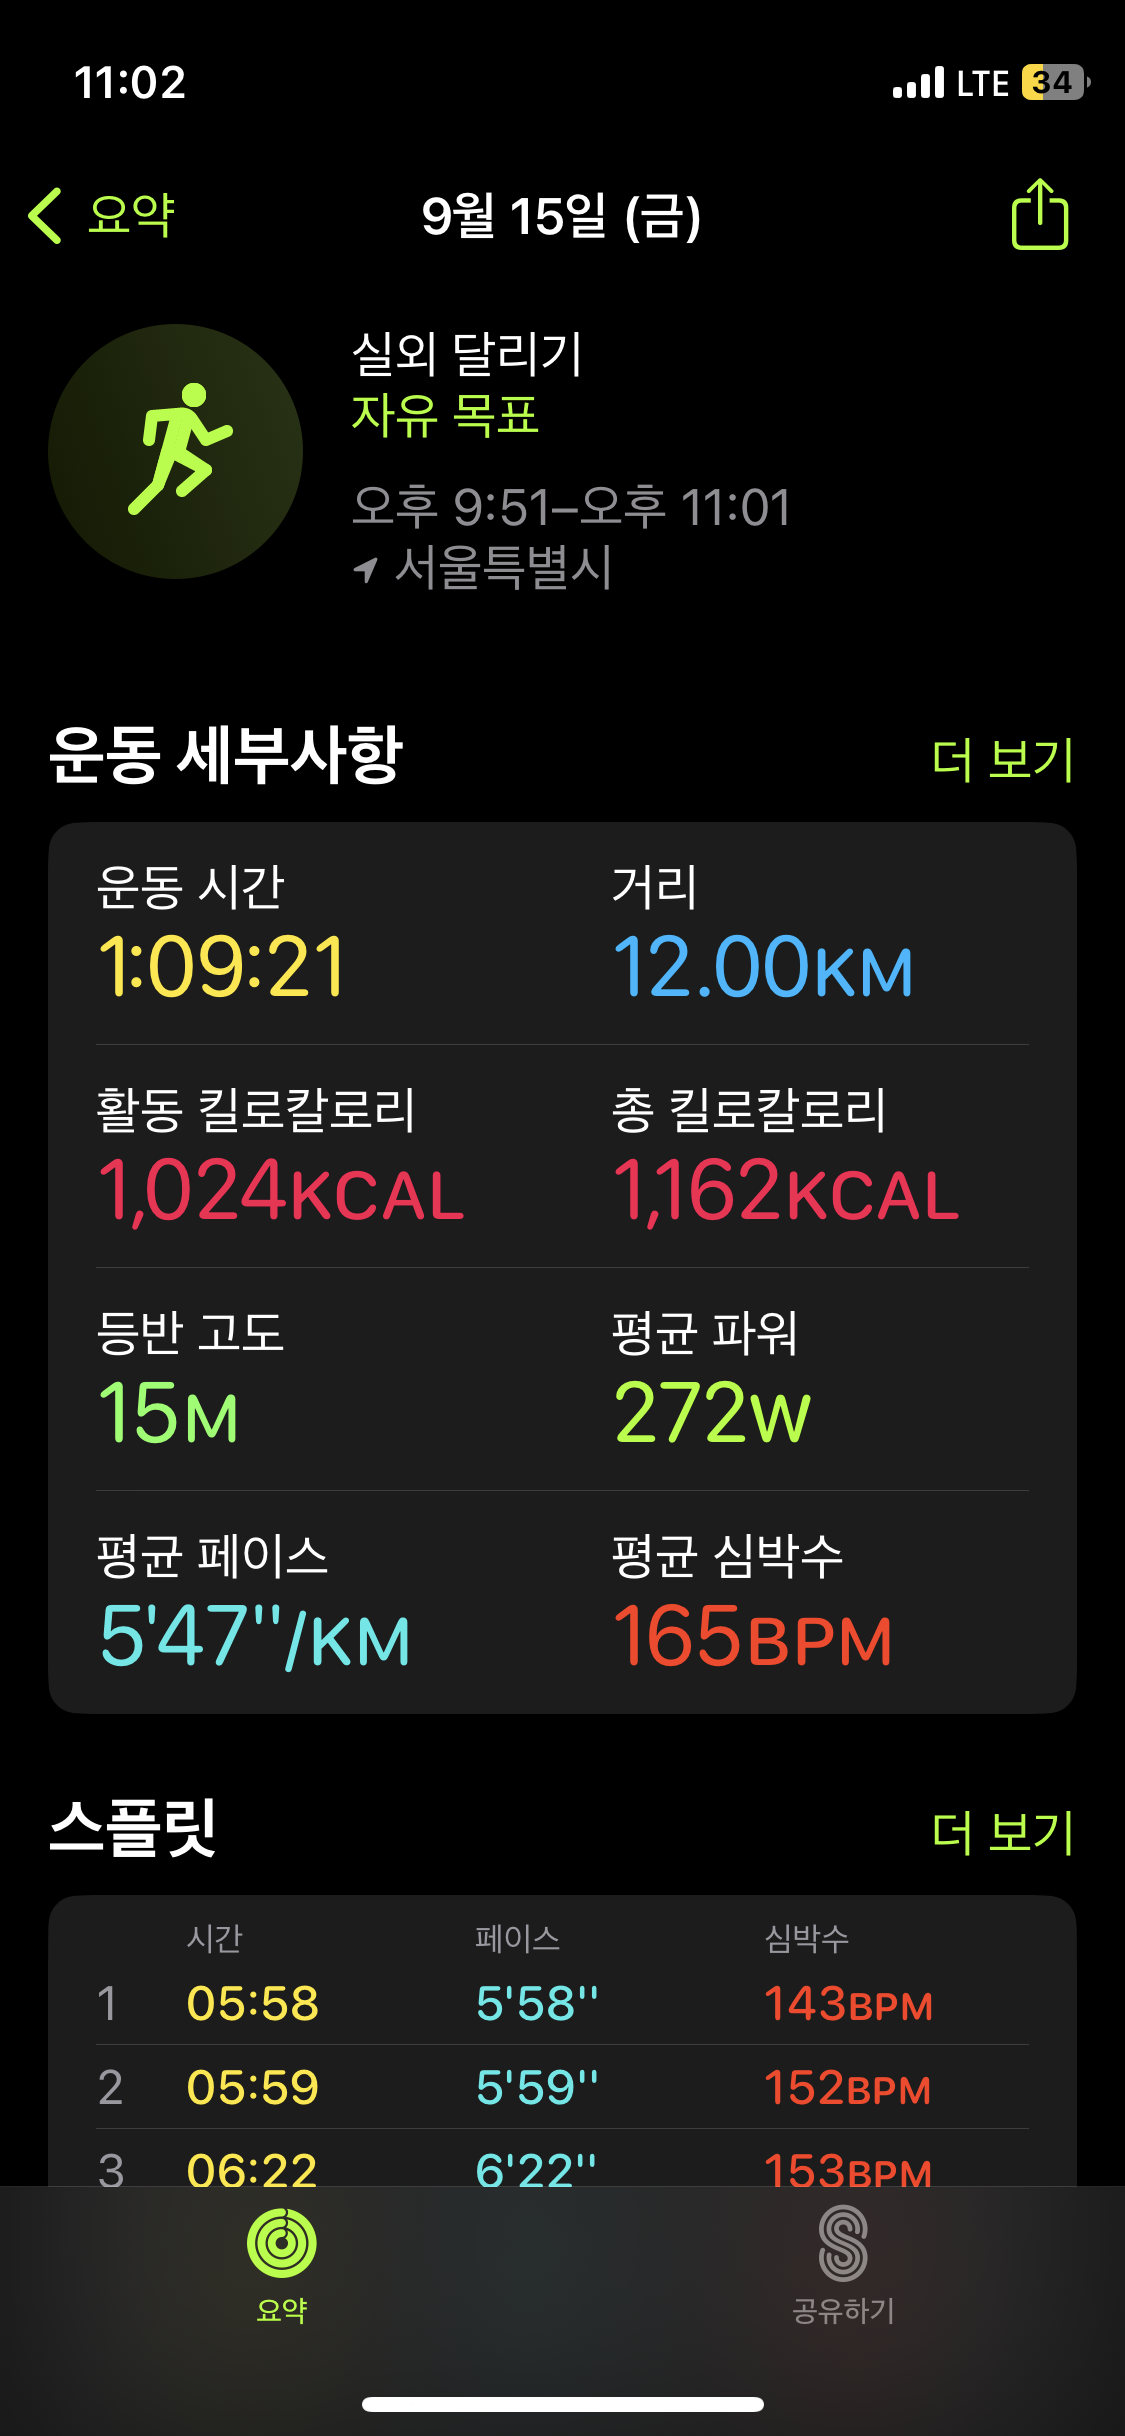 11:02 LTE 34
요약 9월 15일 (금)
실외 달리기
자유 목표
오후 9:51–오후 11:01
서울특별시
운동 세부사항 더 보기
운동 시간 거리
1:09:21 12.00KM
활동 킬로칼로리 총 킬로칼로리
1,024KCAL 1,162KCAL
등반 고도 평균 파워
15M 272W
평균 페이스 평균 심박수
5'47''/KM 165BPM
스플릿 더 보기
시간 페이스 심박수
1 05:58 5'58'' 143BPM
2 05:59 5'59'' 152BPM
3 06:22 6'22'' 153BPM
요약 공유하기